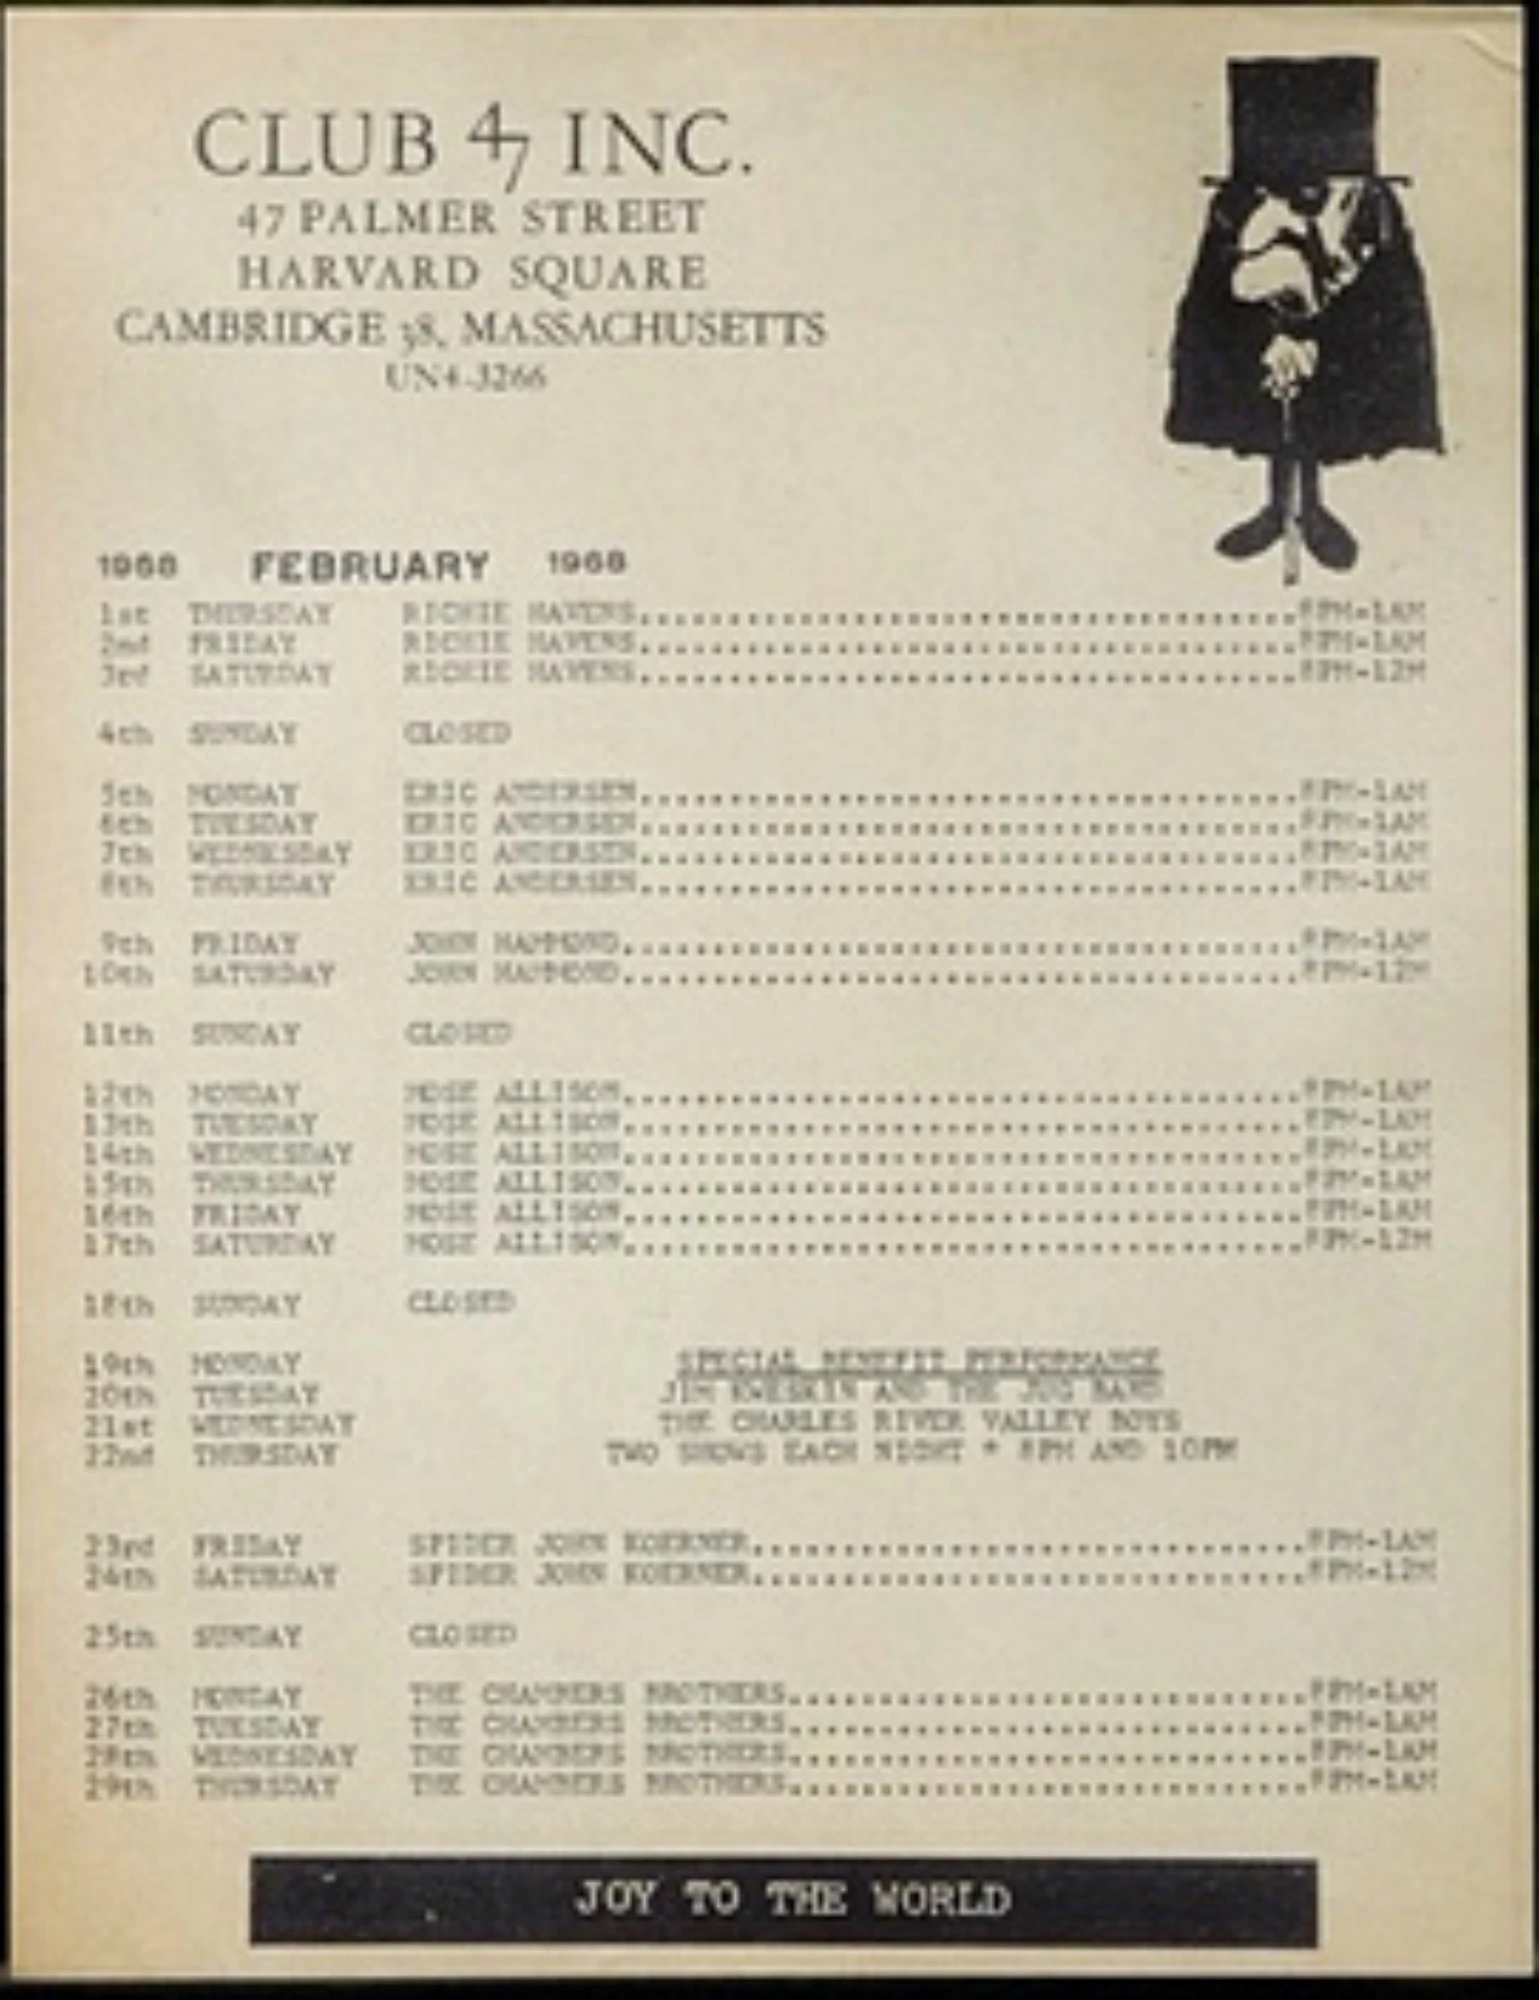 CLUB 47 INC.
47 PALMER STREET
HARVARD SQUARE
CAMBRIDGE 38, MASSACHUSETTS
UN4-3266
1968 FEBRUARY 1968
1st THURSDAY RICHIE HAVENS........................................8PM-1AM
2nd FRIDAY RICHIE HAVENS........................................8PM-1AM
3rd SATURDAY RICHIE HAVENS........................................8PM-12M
4th SUNDAY CLOSED
5th MONDAY ERIC ANDERSEN........................................8PM-1AM
6th TUESDAY ERIC ANDERSEN........................................8PM-1AM
7th WEDNESDAY ERIC ANDERSEN........................................8PM-1AM
8th THURSDAY ERIC ANDERSEN........................................8PM-1AM
9th FRIDAY JOHN HAMMOND.........................................8PM-1AM
10th SATURDAY JOHN HAMMOND.........................................8PM-12M
11th SUNDAY CLOSED
12th MONDAY MOSE ALLISON.........................................8PM-1AM
13th TUESDAY MOSE ALLISON.........................................8PM-1AM
14th WEDNESDAY MOSE ALLISON.........................................8PM-1AM
15th THURSDAY MOSE ALLISON.........................................8PM-1AM
16th FRIDAY MOSE ALLISON.........................................8PM-1AM
17th SATURDAY MOSE ALLISON.........................................8PM-12M
18th SUNDAY CLOSED
19th MONDAY SPECIAL BENEFIT PERFORMANCE
20th TUESDAY JIM KWESKIN AND THE JUG BAND
21st WEDNESDAY THE CHARLES RIVER VALLEY BOYS
22nd THURSDAY TWO SHOWS EACH NIGHT * 8PM AND 10PM
23rd FRIDAY SPIDER JOHN KOERNER..................................8PM-1AM
24th SATURDAY SPIDER JOHN KOERNER..................................8PM-12M
25th SUNDAY CLOSED
26th MONDAY THE CHAMBERS BROTHERS................................8PM-1AM
27th TUESDAY THE CHAMBERS BROTHERS................................8PM-1AM
28th WEDNESDAY THE CHAMBERS BROTHERS................................8PM-1AM
29th THURSDAY THE CHAMBERS BROTHERS................................8PM-1AM
JOY TO THE WORLD